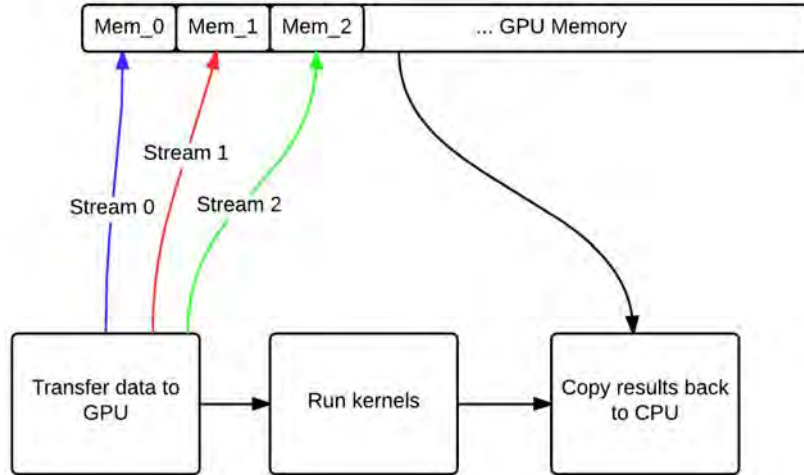 Mem_0
Mem_1
Mem_2
... GPU Memory
Stream 1
Stream 0
Stream 2
Transfer data to
GPU
Run kernels
Copy results back
to CPU